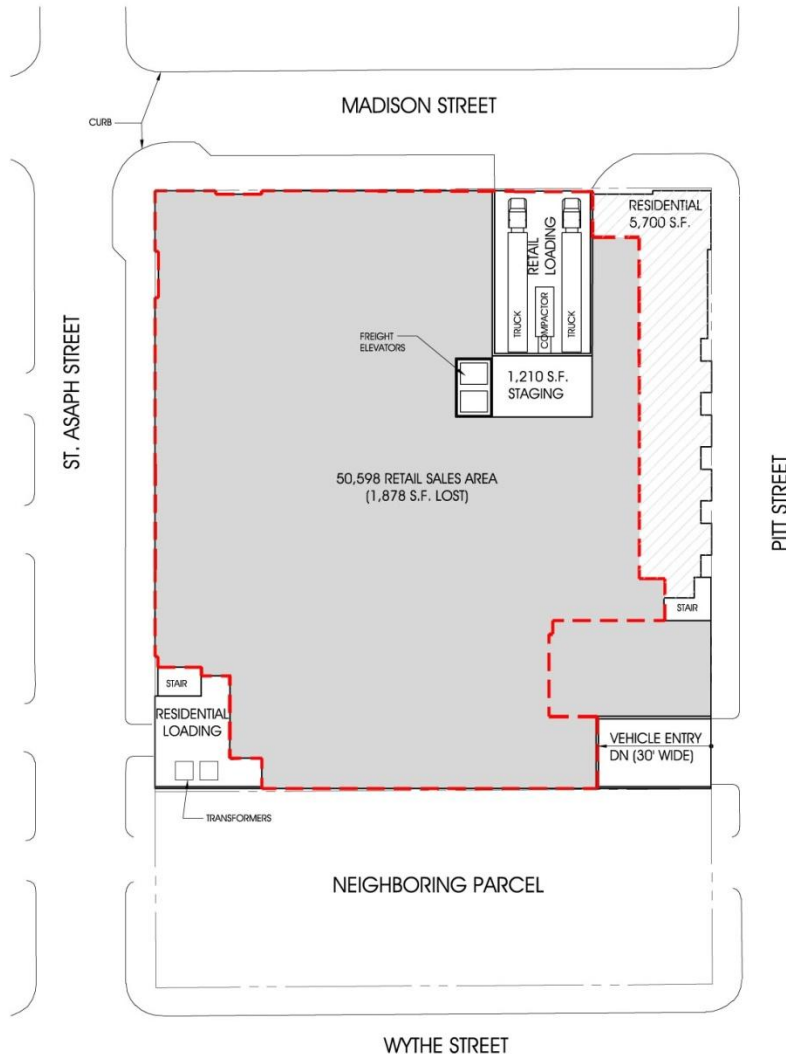 MADISON STREET
CURB
RESIDENTIAL
5,700 S.F.
RETAIL
LOADING
TRUCK
COMPACTOR
TRUCK
FREIGHT
ELEVATORS
1,210 S.F.
STAGING
ST. ASAPH STREET
50,598 RETAIL SALES AREA
(1,878 S.F. LOST)
PITT STREET
STAIR
STAIR
RESIDENTIAL
LOADING
VEHICLE ENTRY
DN (30' WIDE)
TRANSFORMERS
NEIGHBORING PARCEL
WYTHE STREET